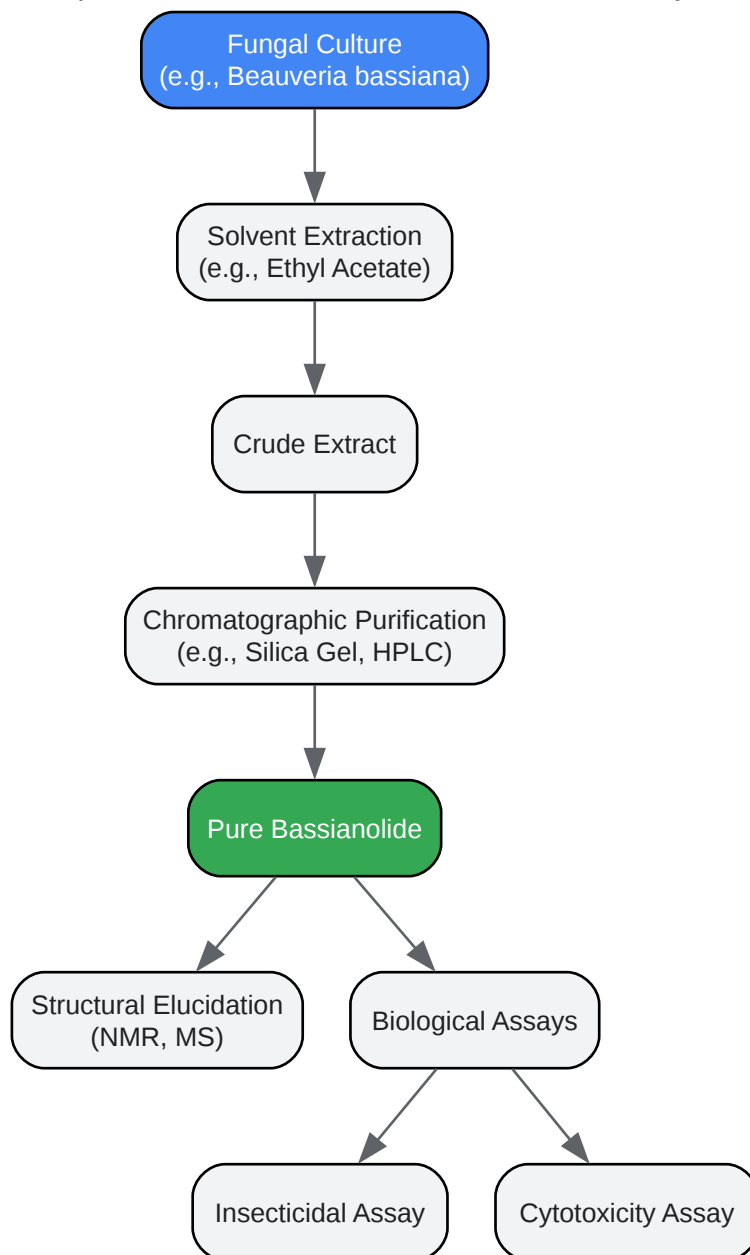 Fungal Culture
(e.g., Beauveria bassiana)
Solvent Extraction
(e.g., Ethyl Acetate)
Crude Extract
Chromatographic Purification
(e.g., Silica Gel, HPLC)
Pure Bassianolide
Structural Elucidation
(NMR, MS)
Biological Assays
Insecticidal Assay
Cytotoxicity Assay